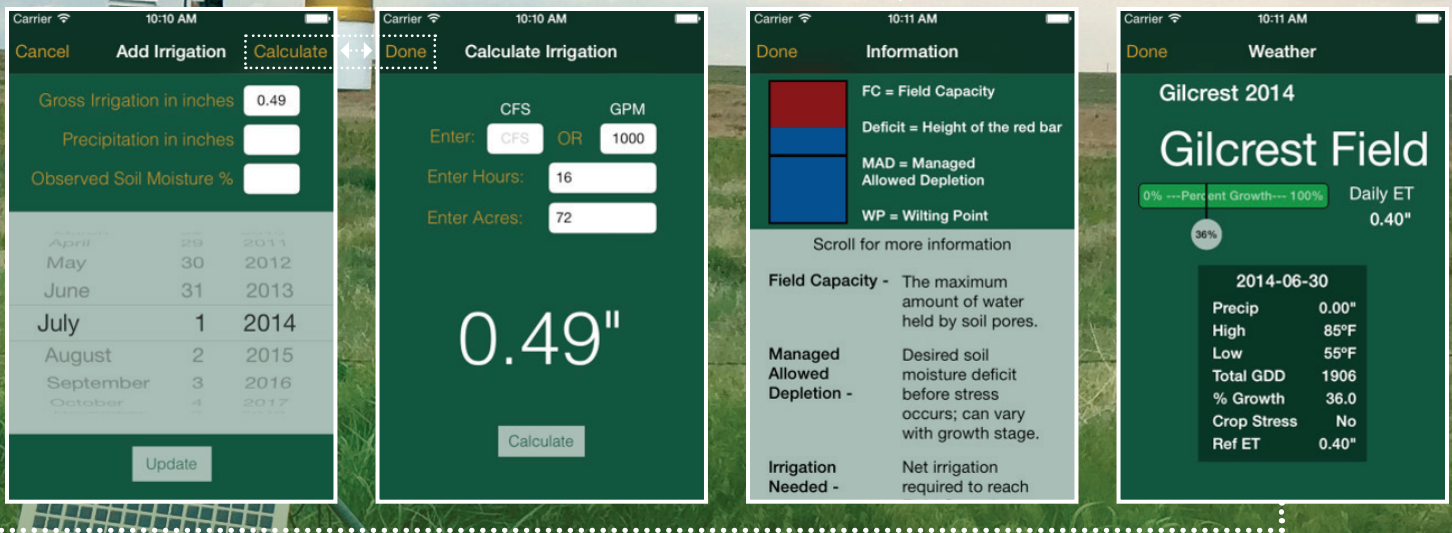 Carrier 10:10 AM
Cancel Add Irrigation Calculate
Gross Irrigation in inches 0.49
Precipitation in inches
Observed Soil Moisture %
April 29 2011
May 30 2012
June 31 2013
July 1 2014
August 2 2015
September 3 2016
October 4 2017
Update
Carrier 10:10 AM
Done Calculate Irrigation
CFS GPM
Enter: CFS OR 1000
Enter Hours: 16
Enter Acres: 72
0.49"
Calculate
Carrier 10:11 AM
Done Information
FC = Field Capacity
Deficit = Height of the red bar
MAD = Managed
Allowed Depletion
WP = Wilting Point
Scroll for more information
Field Capacity - The maximum
amount of water
held by soil pores.
Managed Desired soil
Allowed moisture deficit
Depletion - before stress
occurs; can vary
with growth stage.
Irrigation Net irrigation
Needed - required to reach
Carrier 10:11 AM
Done Weather
Gilcrest 2014
Gilcrest Field
0% ---Percent Growth--- 100% Daily ET
0.40"
36%
2014-06-30
Precip 0.00"
High 85ºF
Low 55ºF
Total GDD 1906
% Growth 36.0
Crop Stress No
Ref ET 0.40"